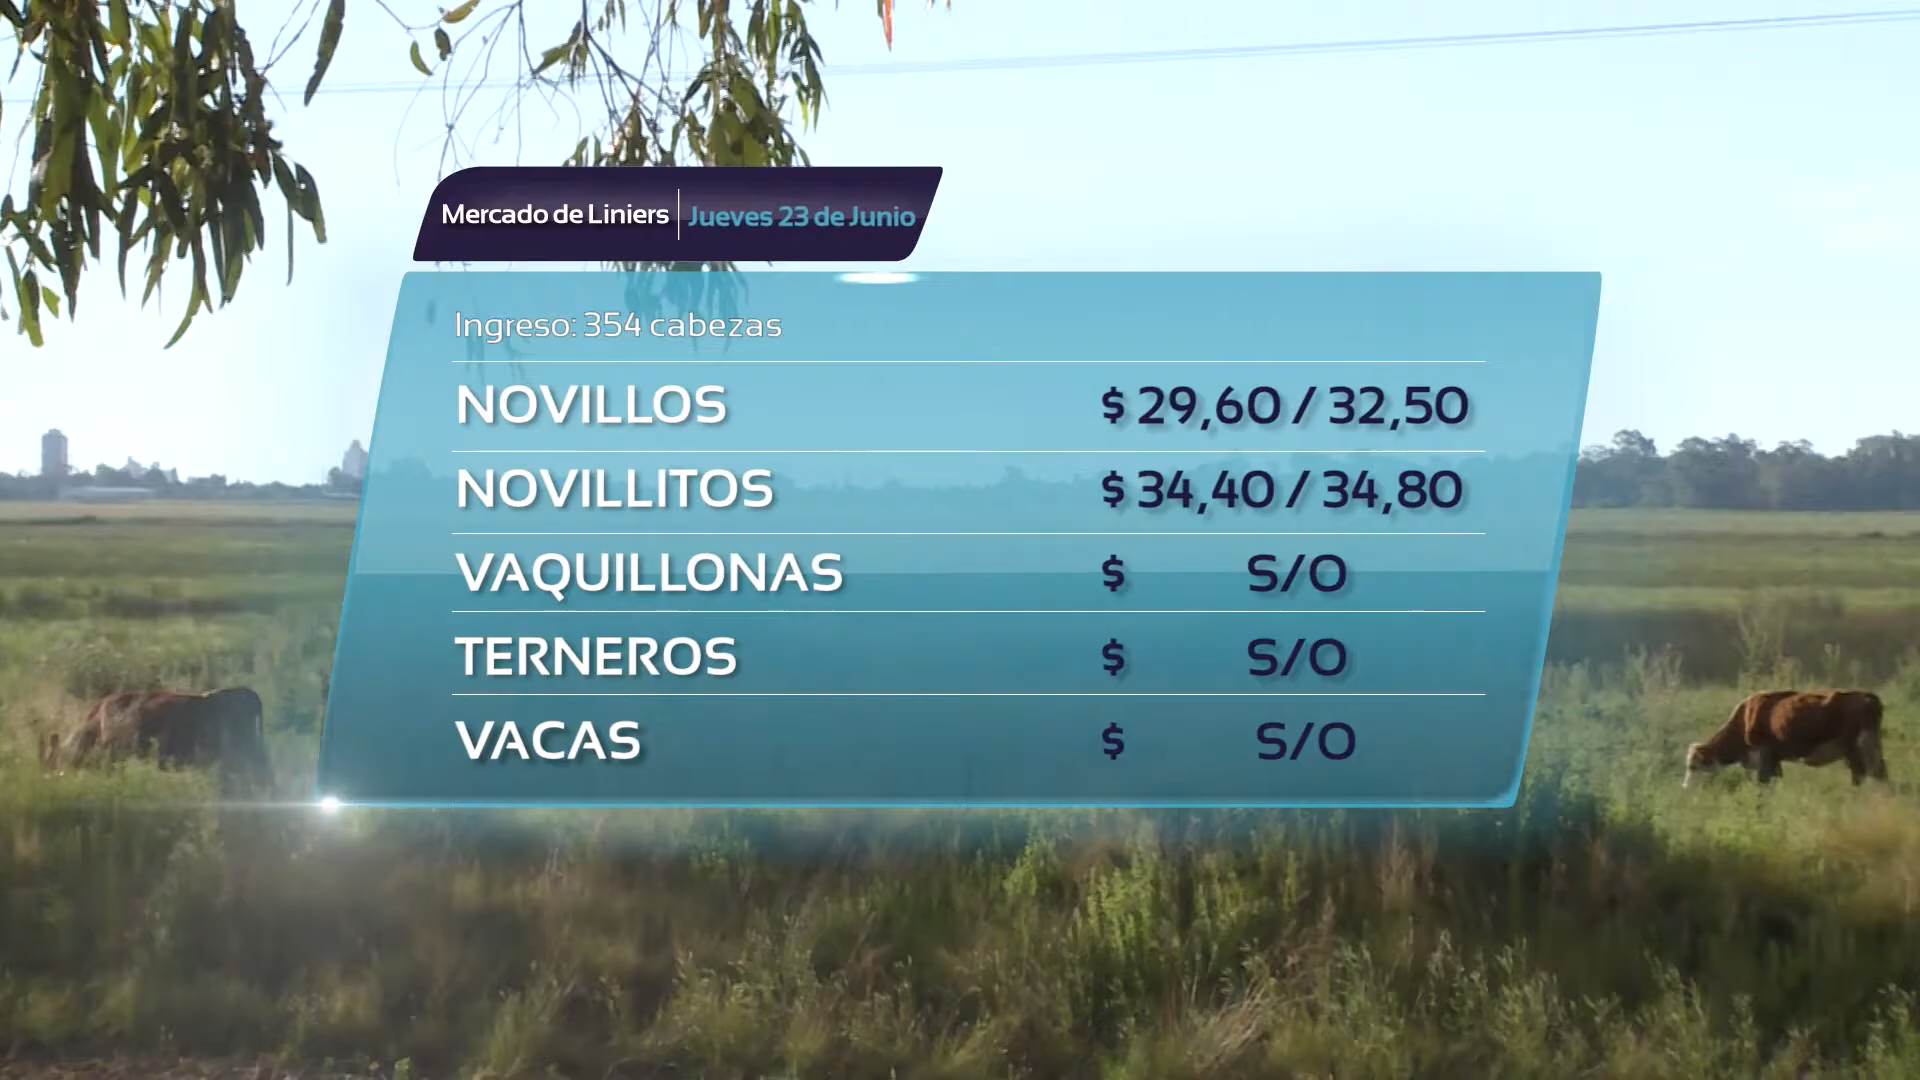 Mercado de Liniers | Jueves 23 de Junio
Ingreso: 354 cabezas
NOVILLOS $ 29,60 / 32,50
NOVILLITOS $ 34,40 / 34,80
VAQUILLONAS $ S/O
TERNEROS $ S/O
VACAS $ S/O